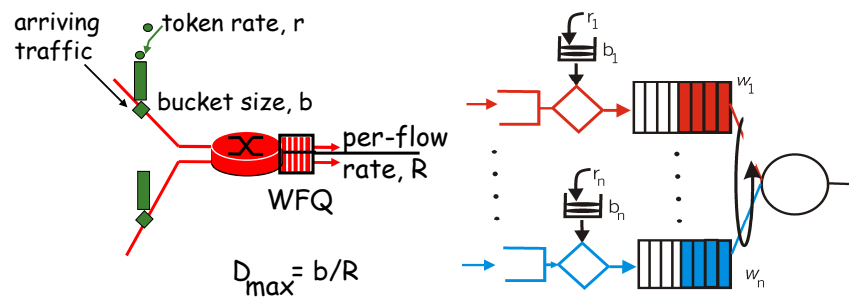 arriving
traffic
token rate, r
bucket size, b
per-flow
rate, R
WFQ
Dmax= b/R
r1
b1
w1
rn
bn
wn